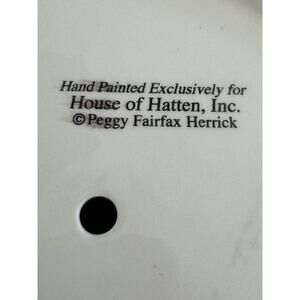 Hand Painted Exclusively for
House of Hatten, Inc.
©Peggy Fairfax Herrick